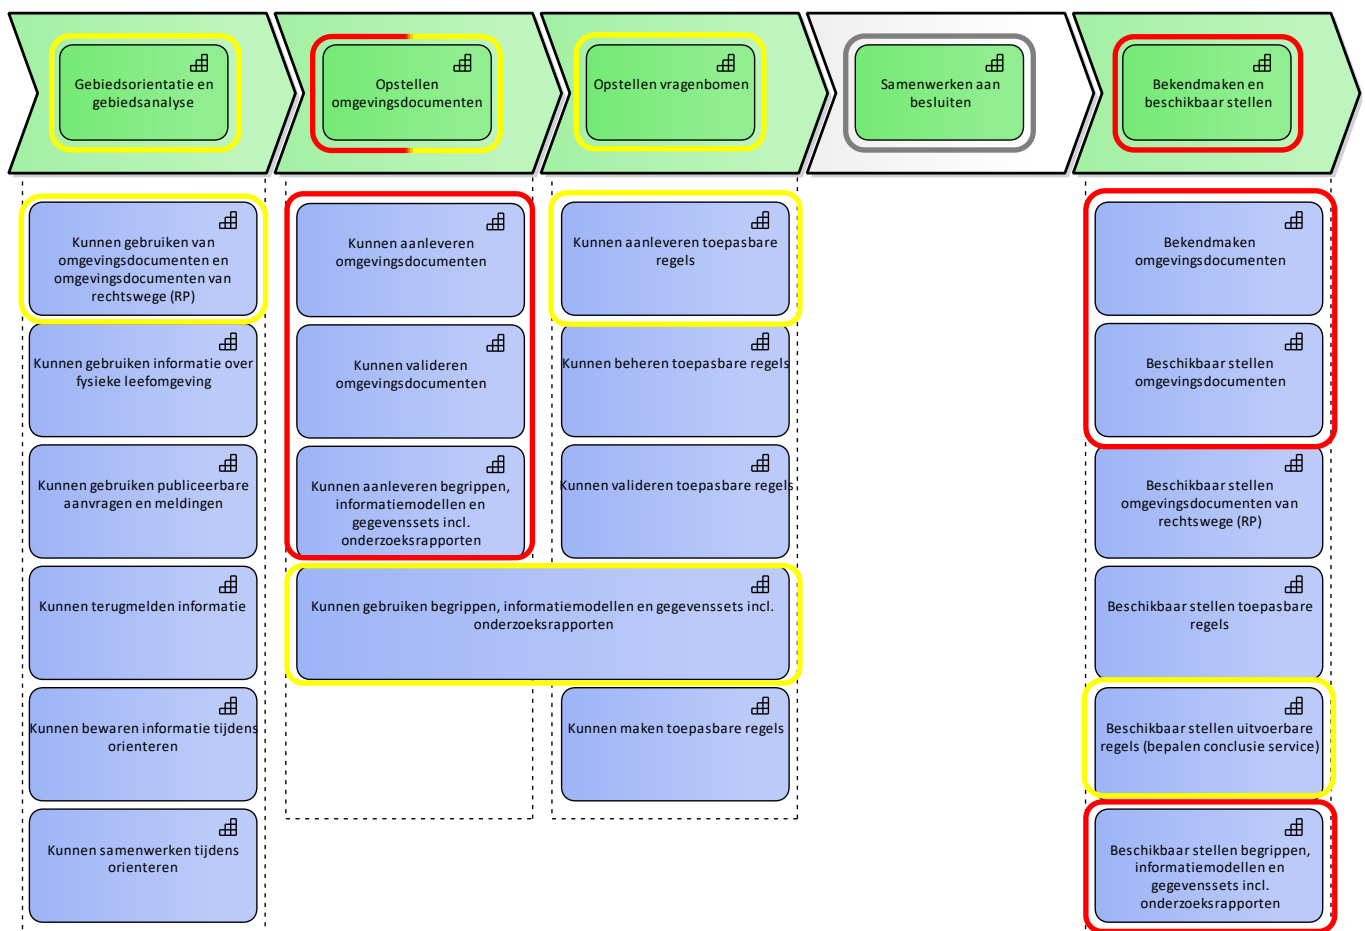 Gebiedsorientatie en
gebiedsanalyse
Opstellen
omgevingsdocumenten
Opstellen vragenbomen
Samenwerken aan
besluiten
Bekendmaken en
beschikbaar stellen
Kunnen gebruiken van
omgevingsdocumenten en
omgevingsdocumenten van
rechtswege (RP)
Kunnen gebruiken informatie over
fysieke leefomgeving
Kunnen gebruiken publiceerbare
aanvragen en meldingen
Kunnen terugmelden informatie
Kunnen bewaren informatie tijdens
orienteren
Kunnen samenwerken tijdens
orienteren
Kunnen aanleveren
omgevingsdocumenten
Kunnen valideren
omgevingsdocumenten
Kunnen aanleveren begrippen,
informatiemodellen en
gegevenssets incl.
onderzoeksrapporten
Kunnen gebruiken begrippen, informatiemodellen en gegevenssets incl.
onderzoeksrapporten
Kunnen aanleveren toepasbare
regels
Kunnen beheren toepasbare regels
Kunnen valideren toepasbare regels
Kunnen maken toepasbare regels
Bekendmaken
omgevingsdocumenten
Beschikbaar stellen
omgevingsdocumenten
Beschikbaar stellen
omgevingsdocumenten van
rechtswege (RP)
Beschikbaar stellen toepasbare
regels
Beschikbaar stellen uitvoerbare
regels (bepalen conclusie service)
Beschikbaar stellen begrippen,
informatiemodellen en
gegevenssets incl.
onderzoeksrapporten